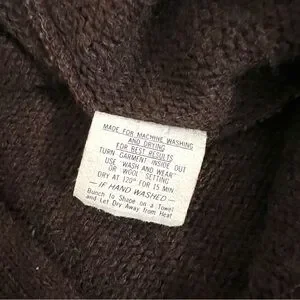 MADE FOR MACHINE WASHING
AND DRYING
FOR BEST RESULTS
TURN GARMENT INSIDE OUT
USE "WASH AND WEAR"
OR "WOOL" SETTING
DRY AT 120° FOR 15 MIN
—IF HAND WASHED—
Bunch to Shape on a Towel
and Let Dry Away from Heat